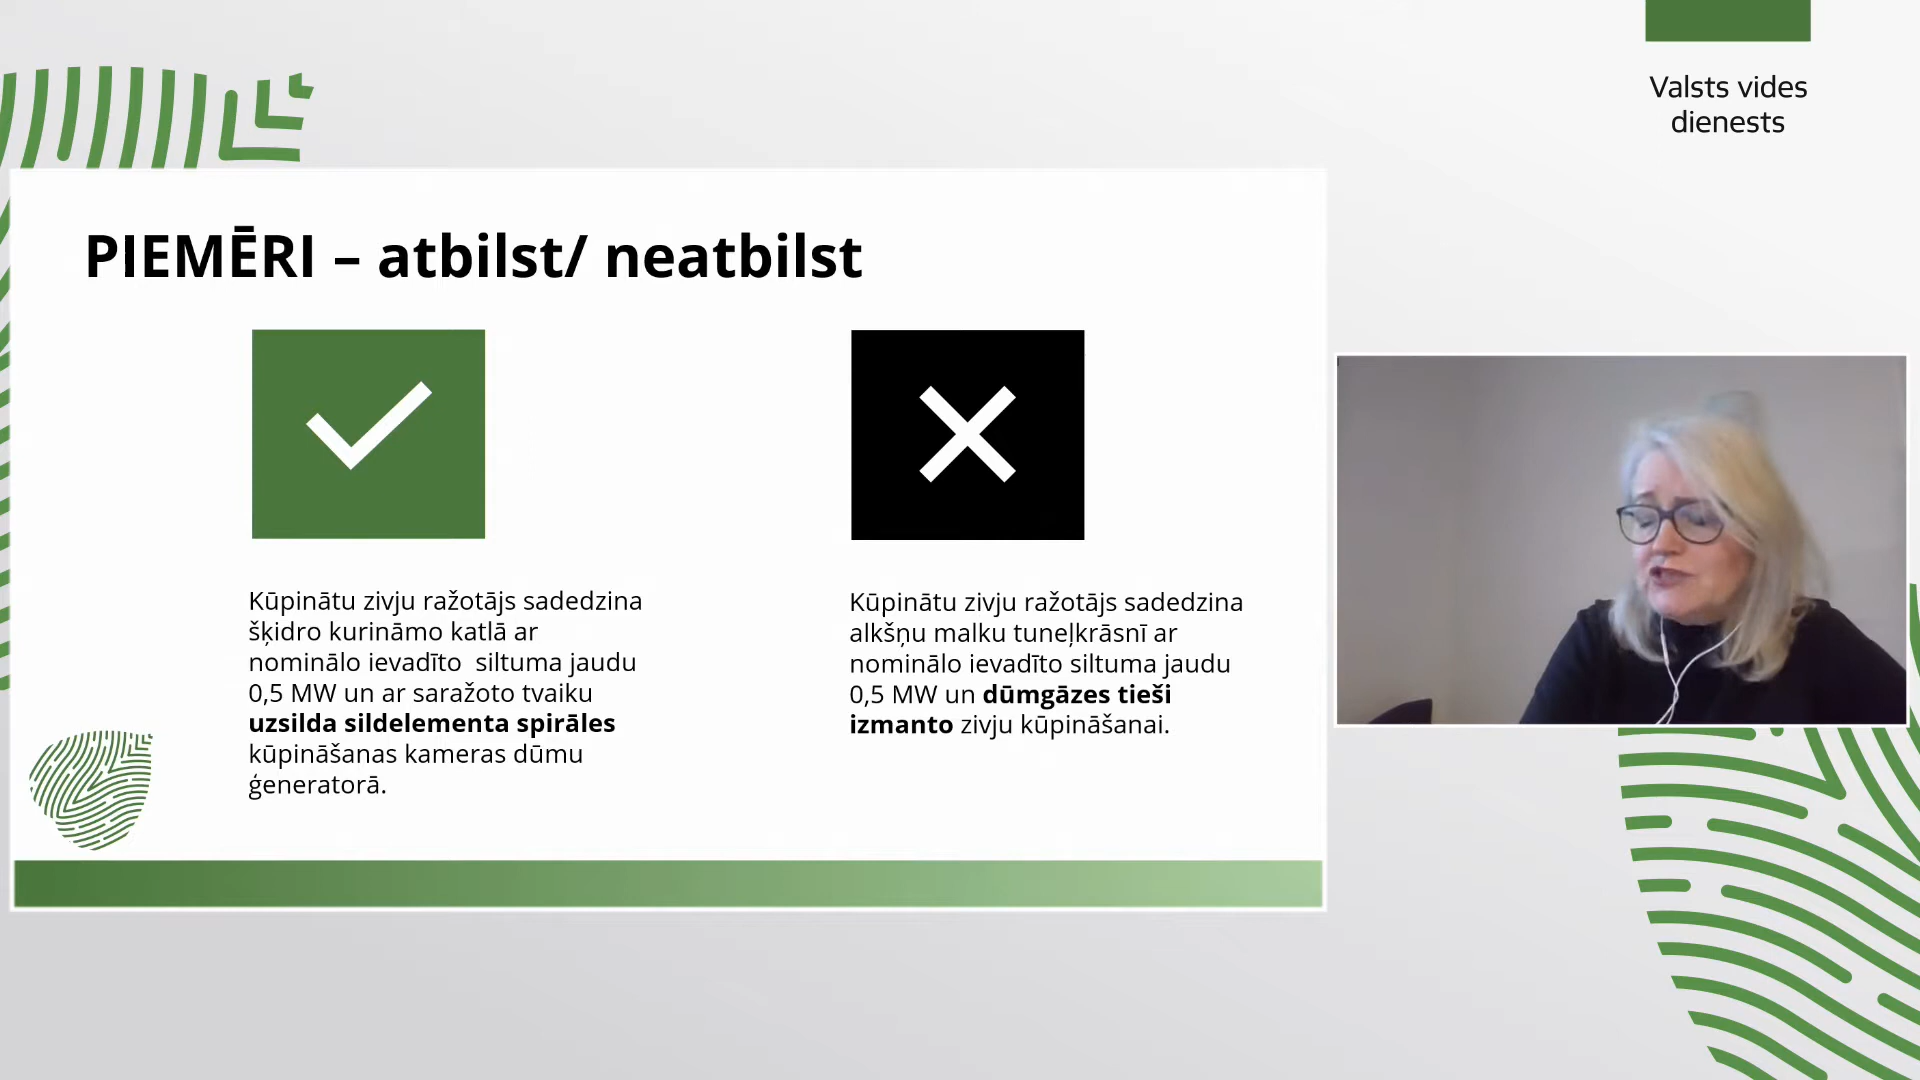 Valsts vides
dienests
PIEMĒRI – atbilst/ neatbilst
Kūpinātu zivju ražotājs sadedzina
šķidro kurināmo katlā ar
nominālo ievadīto siltuma jaudu
0,5 MW un ar saražoto tvaiku
uzsilda sildelementa spirāles
kūpināšanas kameras dūmu
ģeneratorā.
Kūpinātu zivju ražotājs sadedzina
alkšņu malku tuneļkrāsnī ar
nominālo ievadīto siltuma jaudu
0,5 MW un dūmgāzes tieši
izmanto zivju kūpināšanai.